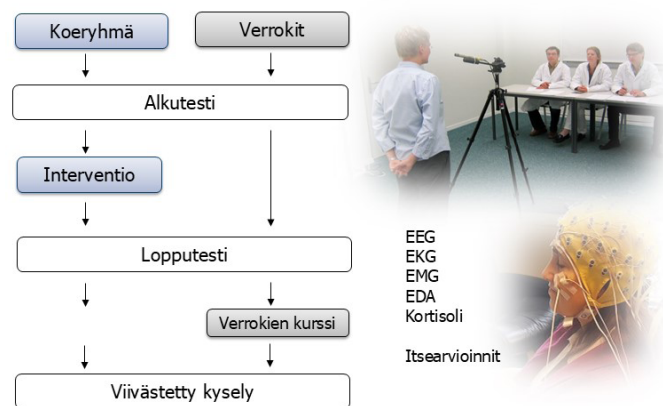 Koeryhmä
Verrokit
Alkutesti
Interventio
Lopputesti
Verrokien kurssi
Viivästetty kysely
EEG
EKG
EMG
EDA
Kortisoli
Itsearvioinnit